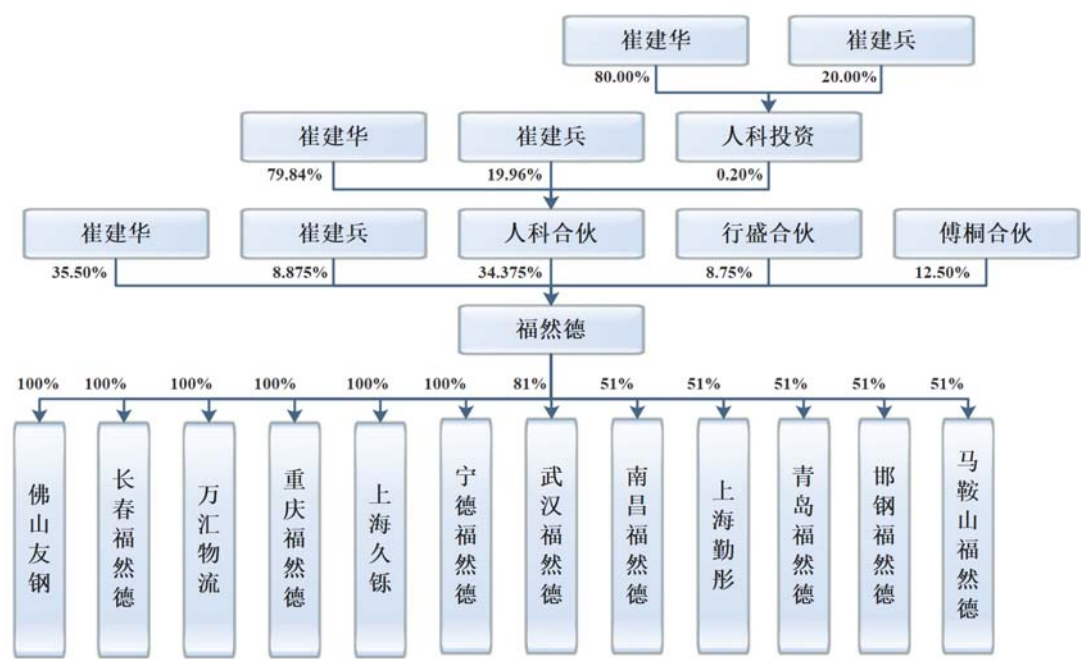 崔建华
崔建兵
80.00%
20.00%
崔建华
崔建兵
人科投资
79.84%
19.96%
0.20%
崔建华
崔建兵
人科合伙
行盛合伙
傅桐合伙
35.50%
8.875%
34.375%
8.75%
12.50%
福然德
100%
100%
100%
100%
100%
100%
81%
51%
51%
51%
51%
51%
佛山友钢
长春福然德
万汇物流
重庆福然德
上海久铄
宁德福然德
武汉福然德
南昌福然德
上海勤彤
青岛福然德
邯钢福然德
马鞍山福然德